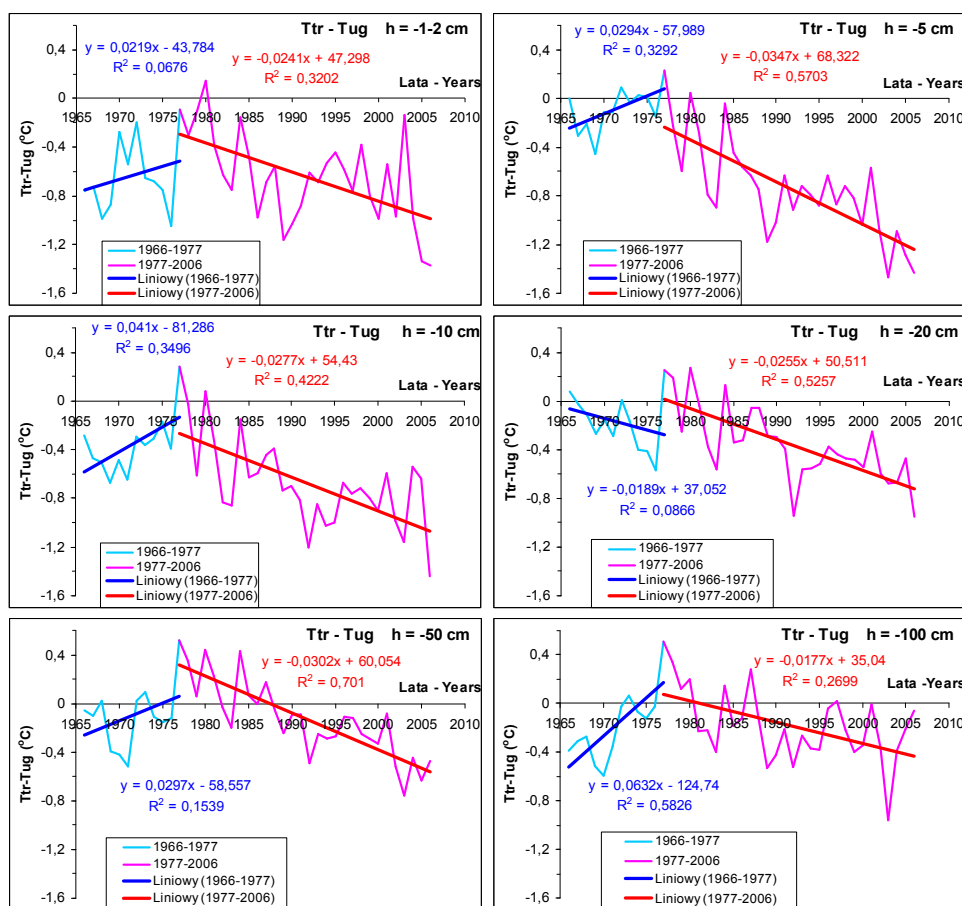 Ttr - Tug h = -1-2 cm
y = 0,0219x - 43,784
R² = 0,0676
y = -0,0241x + 47,298
R² = 0,3202
Lata - Years
Ttr-Tug (°C)
0,4
0
-0,4
-0,8
-1,2
-1,6
1965 1970 1975 1980 1985 1990 1995 2000 2005 2010
1966-1977
1977-2006
Liniowy (1966-1977)
Liniowy (1977-2006)
Ttr - Tug h = -5 cm
y = 0,0294x - 57,989
R² = 0,3292
y = -0,0347x + 68,322
R² = 0,5703
Lata - Years
Ttr-Tug (°C)
0,4
0
-0,4
-0,8
-1,2
-1,6
1965 1970 1975 1980 1985 1990 1995 2000 2005 2010
1966-1977
1977-2006
Liniowy (1966-1977)
Liniowy (1977-2006)
Ttr - Tug h = -10 cm
y = 0,041x - 81,286
R² = 0,3496
y = -0,0277x + 54,43
R² = 0,4222
Lata - Years
Ttr-Tug (°C)
0,4
0
-0,4
-0,8
-1,2
-1,6
1965 1970 1975 1980 1985 1990 1995 2000 2005 2010
1966-1977
1977-2006
Liniowy (1966-1977)
Liniowy (1977-2006)
Ttr - Tug h = -20 cm
y = -0,0255x + 50,511
R² = 0,5257
Lata - Years
Ttr-Tug (°C)
0,4
0
-0,4
-0,8
-1,2
-1,6
1965 1970 1975 1980 1985 1990 1995 2000 2005 2010
y = -0,0189x + 37,052
R² = 0,0866
1966-1977
1977-2006
Liniowy (1966-1977)
Liniowy (1977-2006)
Ttr - Tug h = -50 cm
y = -0,0302x + 60,054
R² = 0,701
Lata - Years
Ttr-Tug (°C)
0,4
0
-0,4
-0,8
-1,2
-1,6
1965 1970 1975 1980 1985 1990 1995 2000 2005 2010
y = 0,0297x - 58,557
R² = 0,1539
1966-1977
1977-2006
Liniowy (1966-1977)
Liniowy (1977-2006)
Ttr - Tug h = -100 cm
y = -0,0177x + 35,04
R² = 0,2699
Lata - Years
Ttr-Tug (°C)
0,4
0
-0,4
-0,8
-1,2
-1,6
1965 1970 1975 1980 1985 1990 1995 2000 2005 2010
y = 0,0632x - 124,74
R² = 0,5826
1966-1977
1977-2006
Liniowy (1966-1977)
Liniowy (1977-2006)